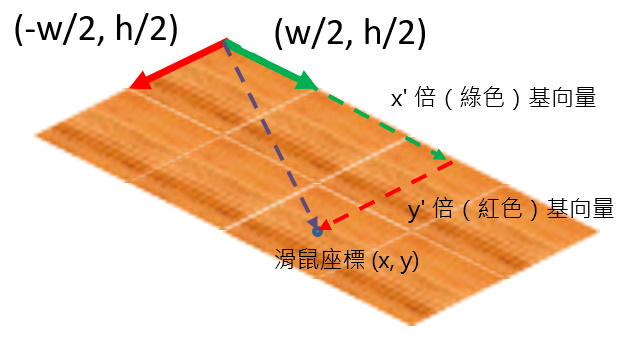 (-w/2, h/2)
(w/2, h/2)
x' 倍 ( 綠色 ) 基向量
y' 倍 ( 紅色 ) 基向量
滑鼠座標 (x, y)